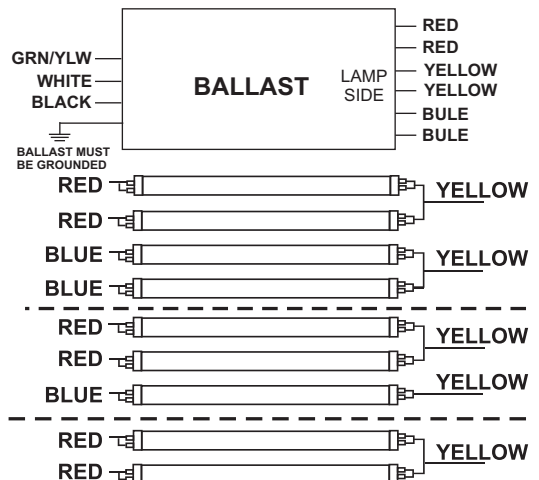 RED
RED
GRN/YLW
YELLOW
WHITE
BALLAST
LAMP SIDE
YELLOW
BLACK
BULE
BULE
BALLAST MUST
BE GROUNDED
RED
YELLOW
RED
BLUE
YELLOW
BLUE
RED
YELLOW
RED
YELLOW
BLUE
RED
YELLOW
RED